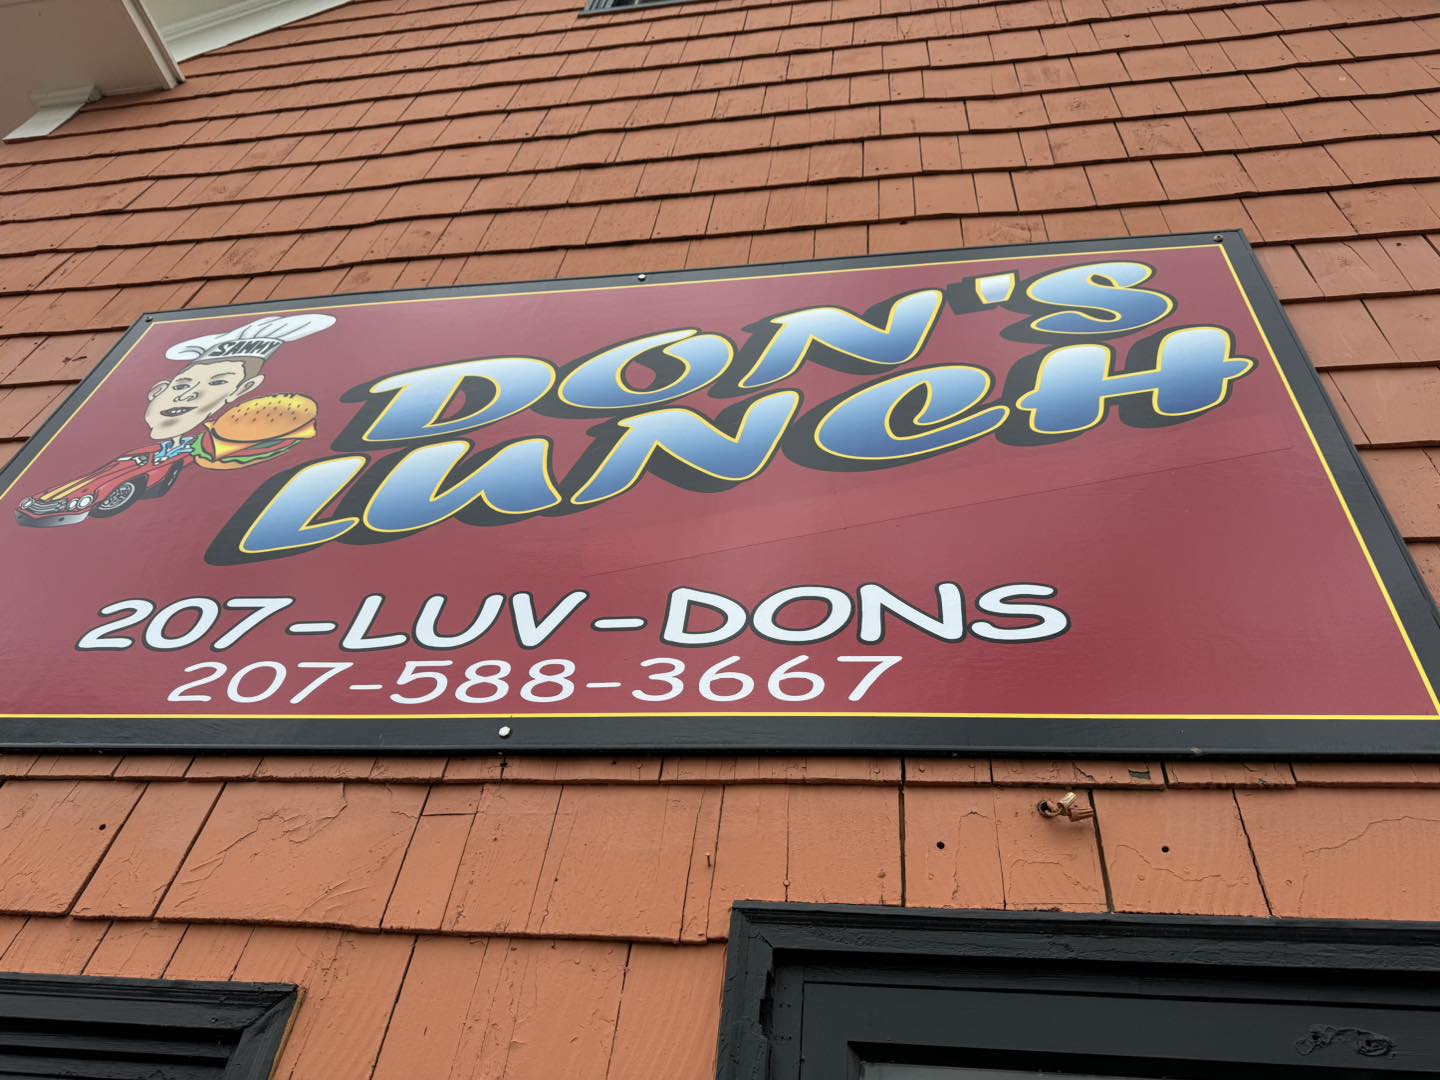 SAMMY
DON'S
LUNCH
207-LUV-DONS
207-588-3667